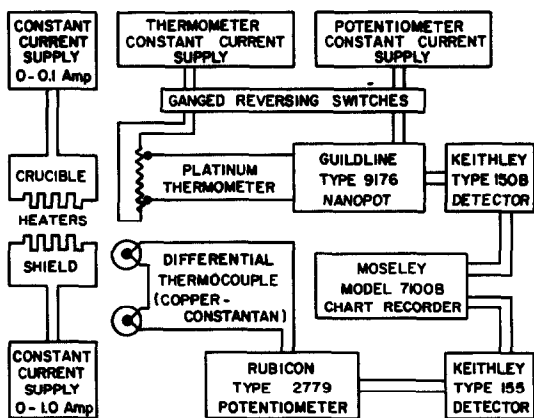 CONSTANT
CURRENT
SUPPLY
0-0.1 Amp
THERMOMETER
CONSTANT CURRENT
SUPPLY
POTENTIOMETER
CONSTANT CURRENT
SUPPLY
GANGED REVERSING SWITCHES
CRUCIBLE
HEATERS
SHIELD
PLATINUM
THERMOMETER
GUILDLINE
TYPE 9176
NANOPOT
KEITHLEY
TYPE 150B
DETECTOR
DIFFERENTIAL
THERMOCOUPLE
(COPPER-
CONSTANTAN)
MOSELEY
MODEL 7100B
CHART RECORDER
CONSTANT
CURRENT
SUPPLY
0-1.0 Amp
RUBICON
TYPE 2779
POTENTIOMETER
KEITHLEY
TYPE 155
DETECTOR